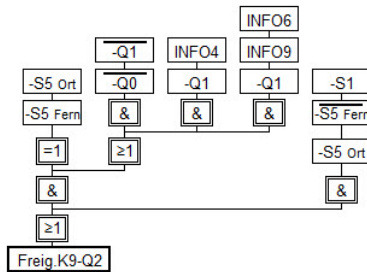 INFO6
-Q1 INFO4 INFO9
-S5 Ort -Q0 -Q1 -Q1 -S1
-S5 Fern & & & -S5 Fern
=1 ≥1 -S5 Ort
& &
≥1
Freig.K9-Q2